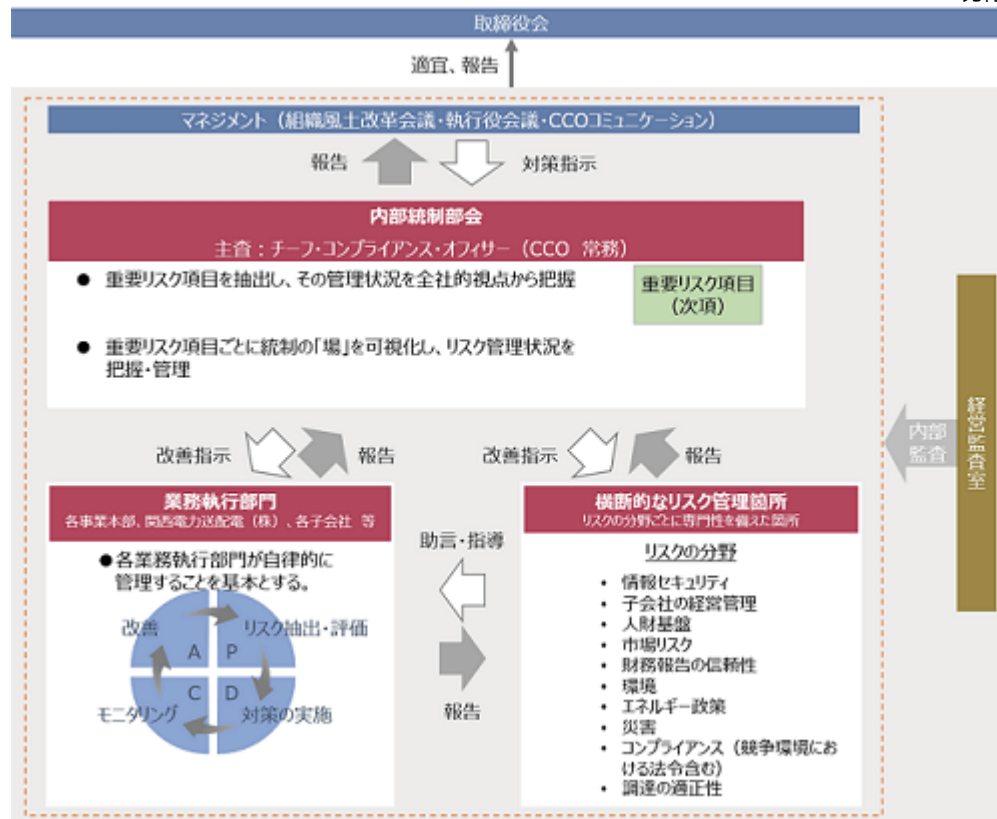 取締役会
適宜、報告
マネジメント（組織風土改革会議・執行役会議・CCOコミュニケーション）
報告
対策指示
内部統制部会
主査：チーフ・コンプライアンス・オフィサー（CCO 常務）
● 重要リスク項目を抽出し、その管理状況を全社的視点から把握
重要リスク項目
（次項）
● 重要リスク項目ごとに統制の「場」を可視化し、リスク管理状況を
把握・管理
改善指示
報告
改善指示
報告
内部
監査
経営監査室
業務執行部門
各事業本部、関西電力送配電（株）、各子会社 等
●各業務執行部門が自律的に
管理することを基本とする。
改善
リスク抽出・評価
A P
C D
モニタリング
対策の実施
助言・指導
報告
横断的なリスク管理箇所
リスクの分野ごとに専門性を備えた箇所
リスクの分野
・ 情報セキュリティ
・ 子会社の経営管理
・ 人財基盤
・ 市場リスク
・ 財務報告の信頼性
・ 環境
・ エネルギー政策
・ 災害
・ コンプライアンス（競争環境にお
ける法令含む）
・ 調達の適正性